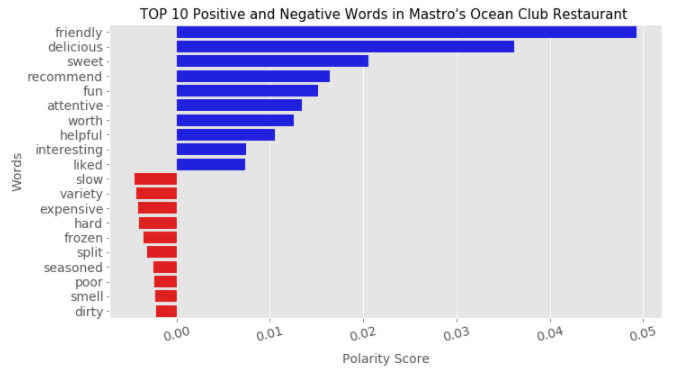 TOP 10 Positive and Negative Words in Mastro's Ocean Club Restaurant
Words
friendly
delicious
sweet
recommend
fun
attentive
worth
helpful
interesting
liked
slow
variety
expensive
hard
frozen
split
seasoned
poor
smell
dirty
0.00 0.01 0.02 0.03 0.04 0.05
Polarity Score